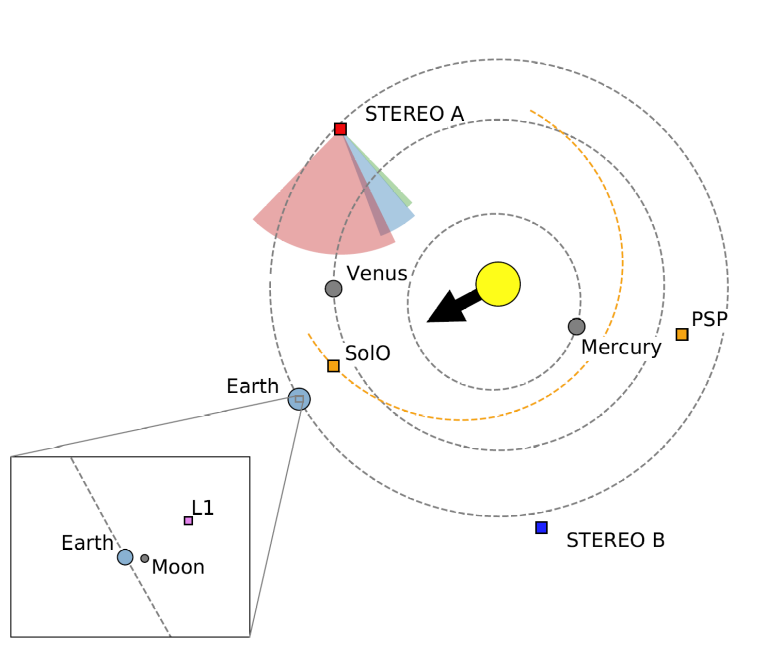 STEREO A
Venus
PSP
Mercury
SolO
Earth
L1
Earth
Moon
STEREO B